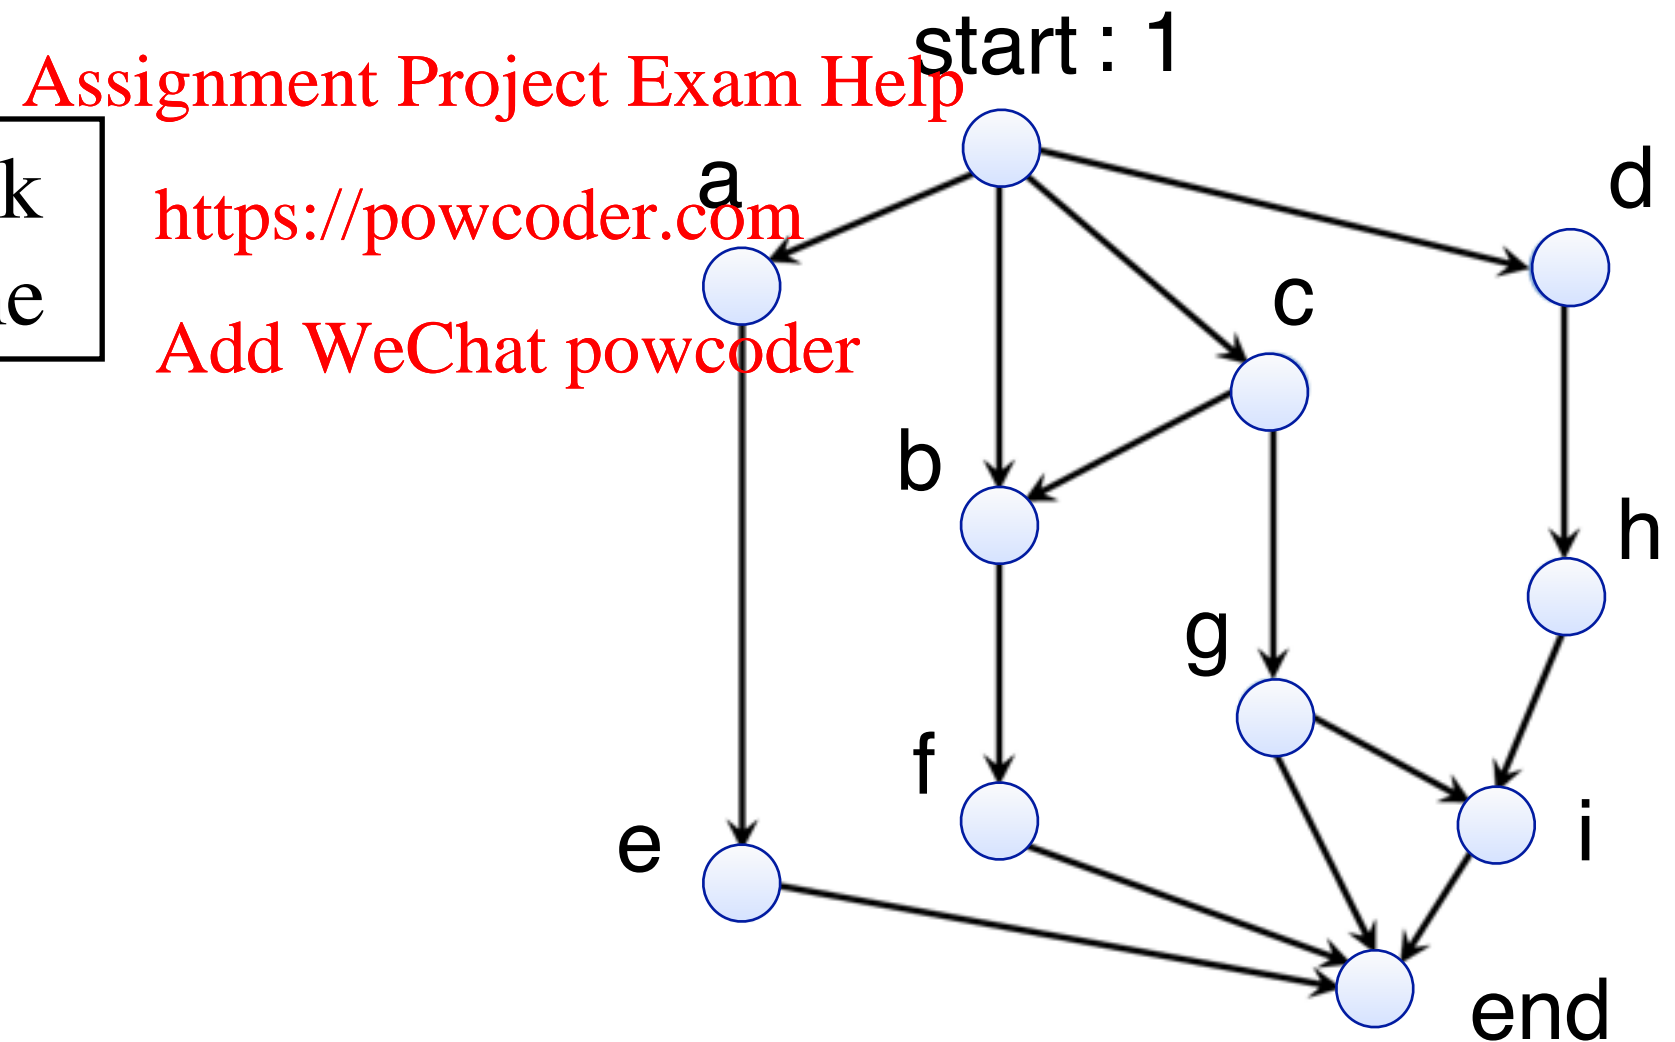 start : 1
Assignment Project Exam Help
a
d
k
https://powcoder.com
c
e
Add WeChat powcoder
b
h
g
f
e
i
end